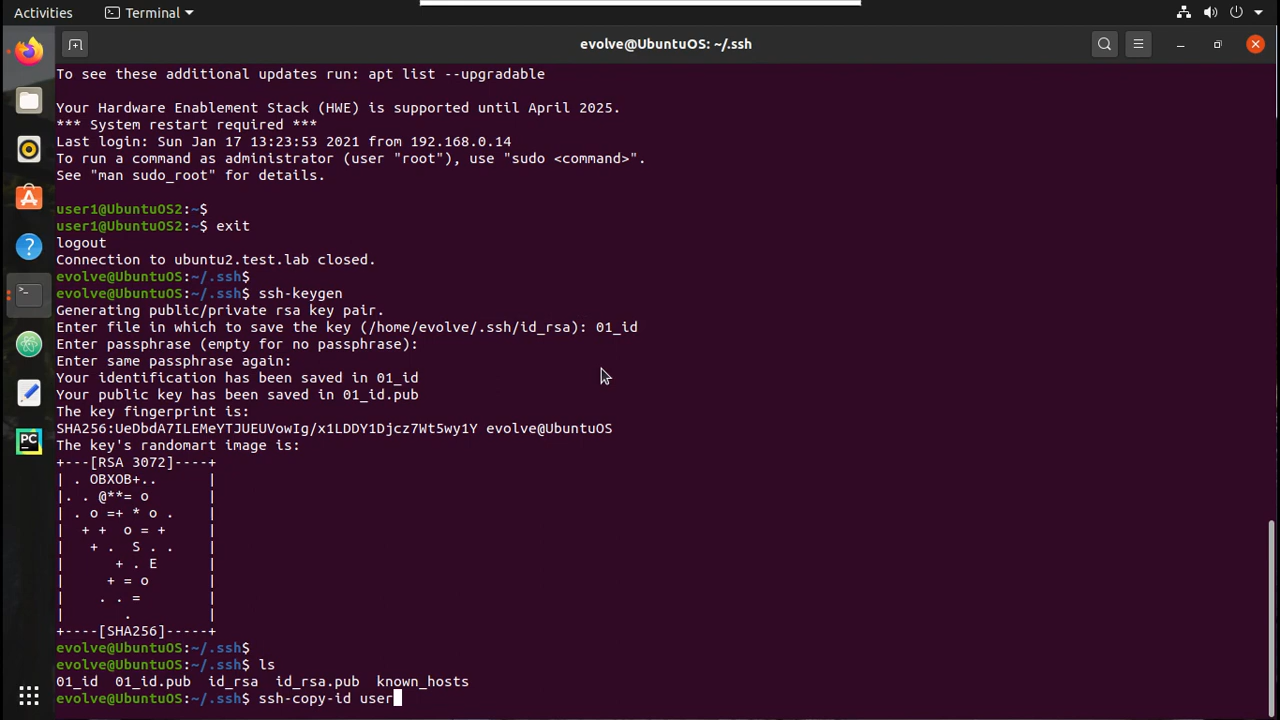 Activities
Terminal
evolve@UbuntuOS: ~/.ssh
To see these additional updates run: apt list --upgradable
Your Hardware Enablement Stack (HWE) is supported until April 2025.
*** System restart required ***
Last login: Sun Jan 17 13:23:53 2021 from 192.168.0.14
To run a command as administrator (user "root"), use "sudo <command>".
See "man sudo_root" for details.
user1@UbuntuOS2:~$
user1@UbuntuOS2:~$ exit
logout
Connection to ubuntu2.test.lab closed.
evolve@UbuntuOS:~/.ssh$
evolve@UbuntuOS:~/.ssh$ ssh-keygen
Generating public/private rsa key pair.
Enter file in which to save the key (/home/evolve/.ssh/id_rsa): 01_id
Enter passphrase (empty for no passphrase):
Enter same passphrase again:
Your identification has been saved in 01_id
Your public key has been saved in 01_id.pub
The key fingerprint is:
SHA256:UeDbdA7ILEMeYTJUEUVowIg/x1LDDY1Djcz7Wt5wy1Y evolve@UbuntuOS
The key's randomart image is:
+---[RSA 3072]----+
| . OBXOB+..      |
|. . @**= o       |
| . o =+ * o .    |
|  + +  o = +     |
|   + .  S . .    |
|      + . E      |
|     + = o       |
|    . . =        |
|       .         |
+----[SHA256]-----+
evolve@UbuntuOS:~/.ssh$
evolve@UbuntuOS:~/.ssh$ ls
01_id  01_id.pub  id_rsa  id_rsa.pub  known_hosts
evolve@UbuntuOS:~/.ssh$ ssh-copy-id user
PC